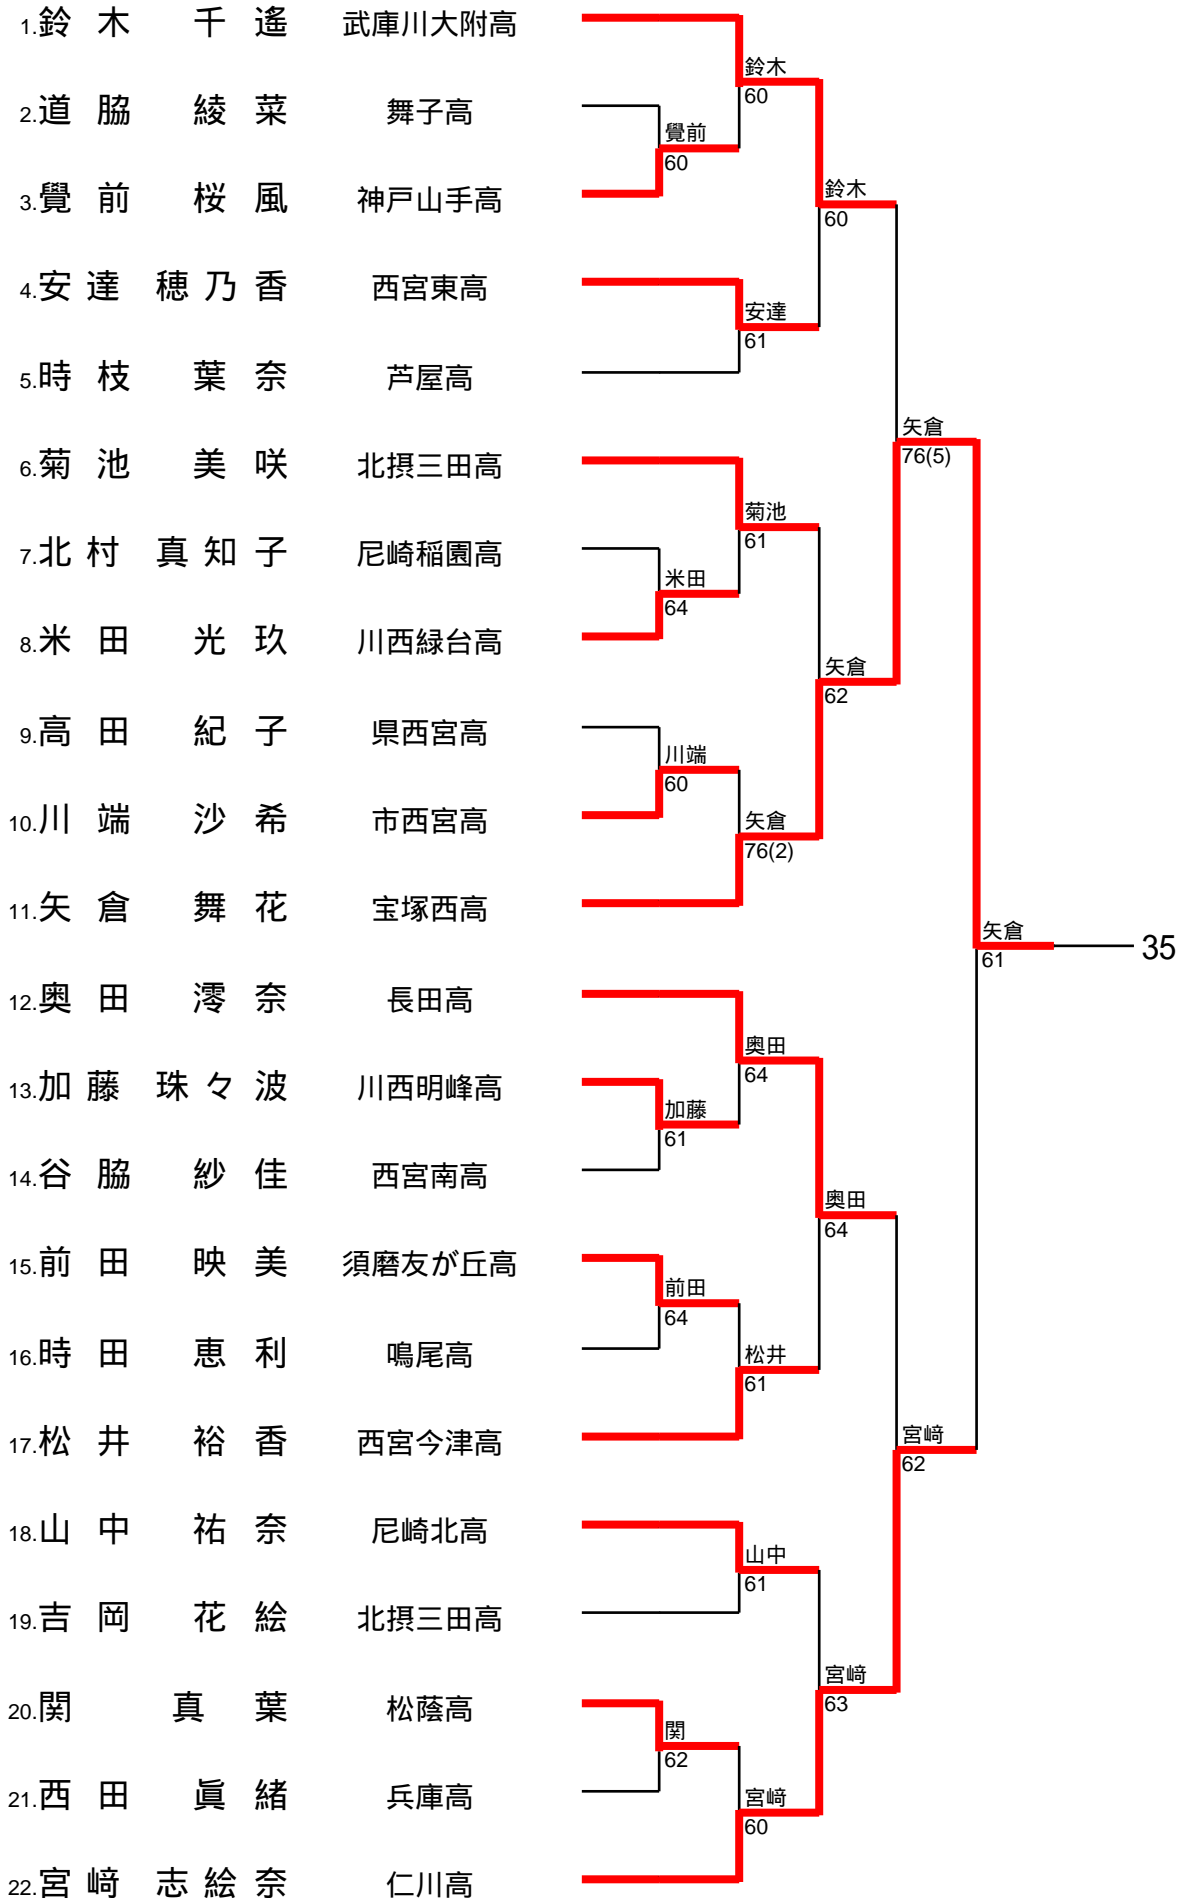 1.鈴木 千遙 武庫川大附高
鈴木
60
2.道脇 綾菜 舞子高
覺前
60
3.覺前 桜風 神戸山手高
鈴木
60
4.安達 穂乃香 西宮東高
安達
61
5.時枝 葉奈 芦屋高
矢倉
76(5)
6.菊池 美咲 北摂三田高
菊池
61
7.北村 真知子 尼崎稲園高
米田
64
8.米田 光玖 川西緑台高
矢倉
62
9.高田 紀子 県西宮高
川端
60
10.川端 沙希 市西宮高
矢倉
76(2)
11.矢倉 舞花 宝塚西高
矢倉
61
35
12.奥田 澪奈 長田高
奥田
64
13.加藤 珠々波 川西明峰高
加藤
61
14.谷脇 紗佳 西宮南高
奥田
64
15.前田 映美 須磨友が丘高
前田
64
16.時田 恵利 鳴尾高
松井
61
17.松井 裕香 西宮今津高
宮﨑
62
18.山中 祐奈 尼崎北高
山中
61
19.吉岡 花絵 北摂三田高
宮﨑
63
20.関 真葉 松蔭高
関
62
21.西田 眞緒 兵庫高
宮﨑
60
22.宮﨑 志絵奈 仁川高